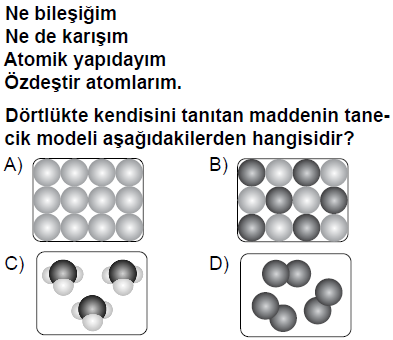 Ne bileşiğim
Ne de karışım
Atomik yapıdayım
Özdeştir atomlarım.
Dörtlükte kendisini tanıtan maddenin tane-
cik modeli aşağıdakilerden hangisidir?
A)
B)
C)
D)